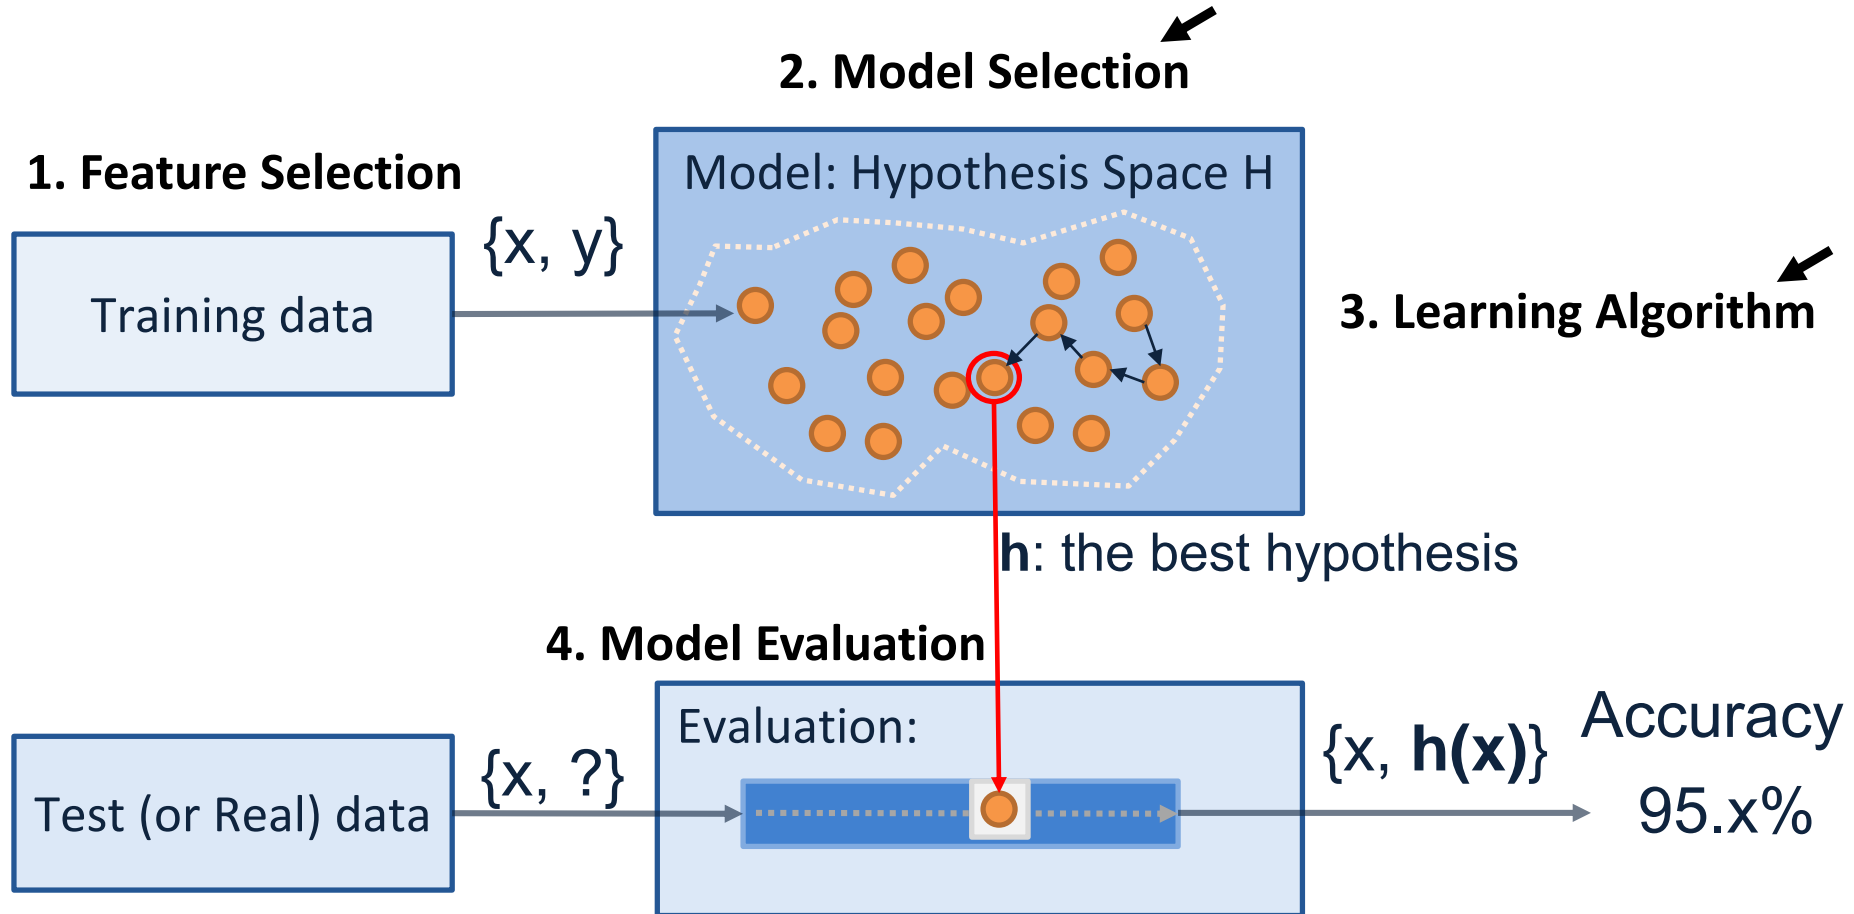 2. Model Selection
1. Feature Selection
Model: Hypothesis Space H
{x, y}
Training data
3. Learning Algorithm
h: the best hypothesis
4. Model Evaluation
Evaluation:
Test (or Real) data
{x, ?}
{x, h(x)}
Accuracy
95.x%